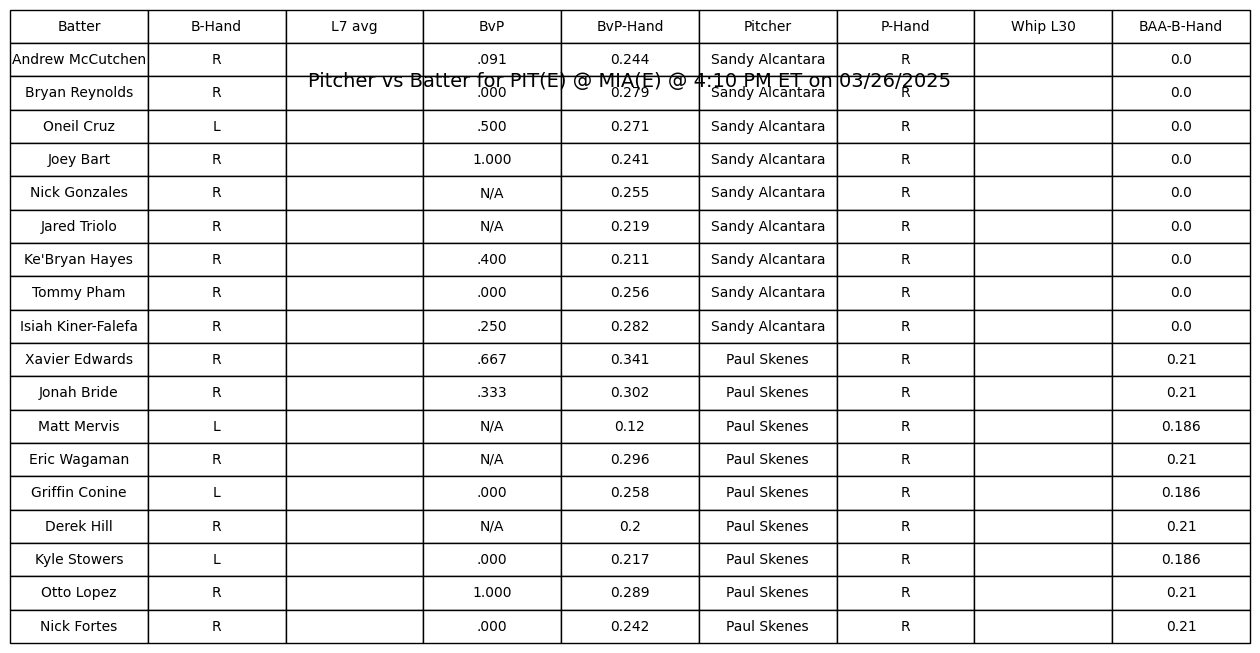 Batter B-Hand L7 avg BvP BvP-Hand Pitcher P-Hand Whip L30 BAA-B-Hand
Andrew McCutchen R .091 0.244 Sandy Alcantara R 0.0
Pitcher vs Batter for PIT(E) @ MIA(E) @ 4:10 PM ET on 03/26/2025
Bryan Reynolds R .000 0.279 Sandy Alcantara R 0.0
Oneil Cruz L .500 0.271 Sandy Alcantara R 0.0
Joey Bart R 1.000 0.241 Sandy Alcantara R 0.0
Nick Gonzales R N/A 0.255 Sandy Alcantara R 0.0
Jared Triolo R N/A 0.219 Sandy Alcantara R 0.0
Ke'Bryan Hayes R .400 0.211 Sandy Alcantara R 0.0
Tommy Pham R .000 0.256 Sandy Alcantara R 0.0
Isiah Kiner-Falefa R .250 0.282 Sandy Alcantara R 0.0
Xavier Edwards R .667 0.341 Paul Skenes R 0.21
Jonah Bride R .333 0.302 Paul Skenes R 0.21
Matt Mervis L N/A 0.12 Paul Skenes R 0.186
Eric Wagaman R N/A 0.296 Paul Skenes R 0.21
Griffin Conine L .000 0.258 Paul Skenes R 0.186
Derek Hill R N/A 0.2 Paul Skenes R 0.21
Kyle Stowers L .000 0.217 Paul Skenes R 0.186
Otto Lopez R 1.000 0.289 Paul Skenes R 0.21
Nick Fortes R .000 0.242 Paul Skenes R 0.21